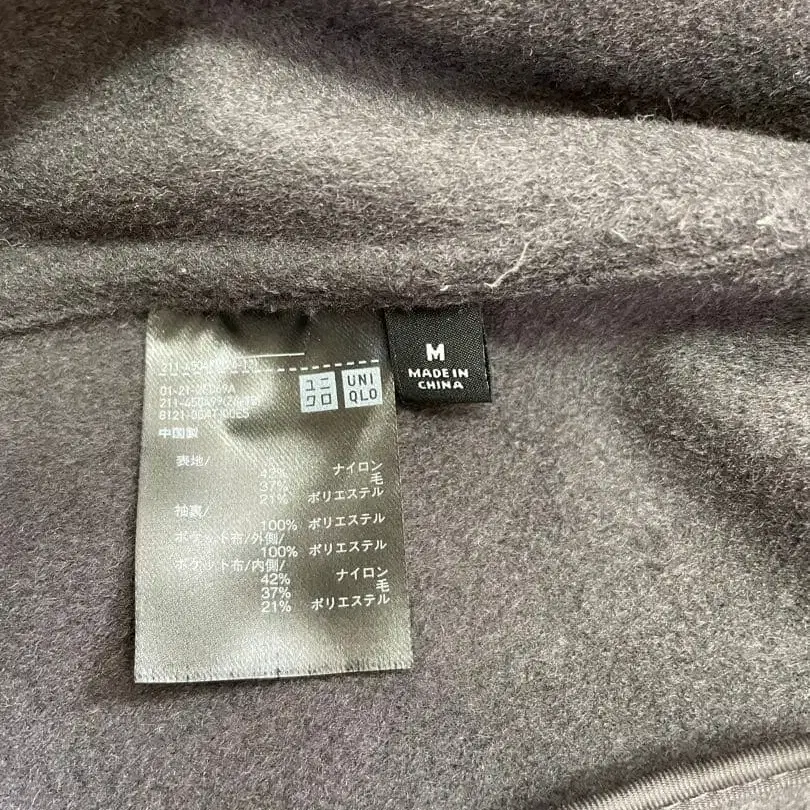 ユニクロ
UNIQLO
M
MADE IN
CHINA
中国製
表地/
ナイロン
37% 毛
21% ポリエステル
袖裏/
100% ポリエステル
ポケット布/外側/
100% ポリエステル
ポケット布/内側/
42% ナイロン
37% 毛
21% ポリエステル